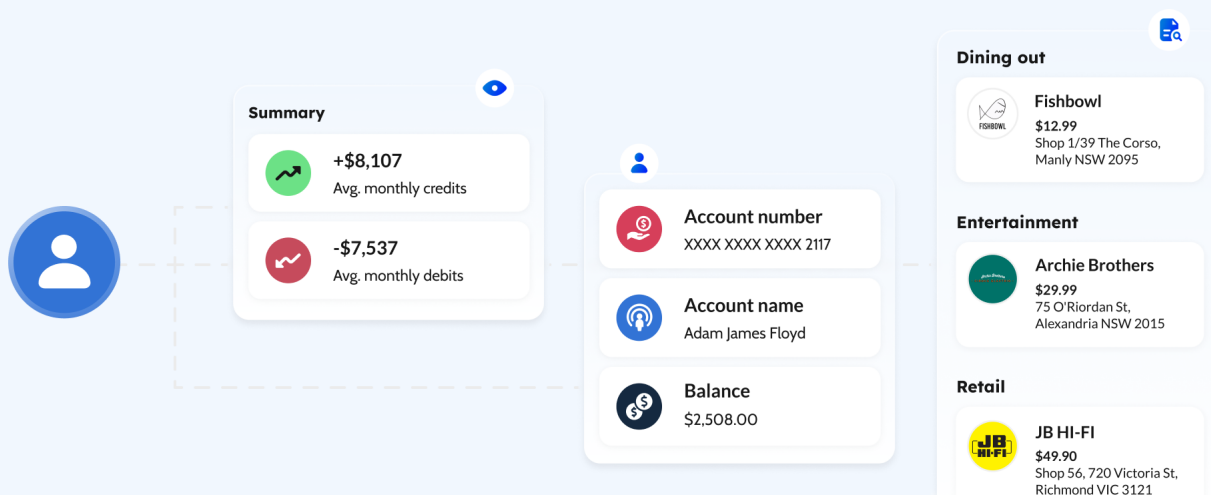 Summary
+$8,107
Avg. monthly credits
-$7,537
Avg. monthly debits
Account number
XXXX XXXX XXXX 2117
Account name
Adam James Floyd
Balance
$2,508.00
Dining out
FISHBOWL
Fishbowl
$12.99
Shop 1/39 The Corso,
Manly NSW 2095
Entertainment
Archie Brothers
Archie Brothers
$29.99
75 O'Riordan St,
Alexandria NSW 2015
Retail
JB
HI-FI
JB HI-FI
$49.90
Shop 56, 720 Victoria St,
Richmond VIC 3121